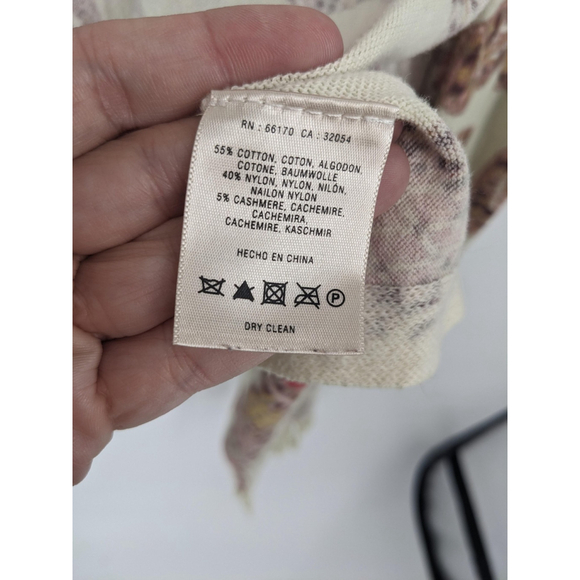 RN : 66170 CA : 32054
55% COTTON, COTON, ALGODON,
COTONE, BAUMWOLLE
40% NYLON, NYLON, NILÓN,
NAILON NYLON
5% CASHMERE, CACHEMIRE,
CACHEMIRA,
CACHEMIRE, KASCHMIR
HECHO EN CHINA
P
DRY CLEAN